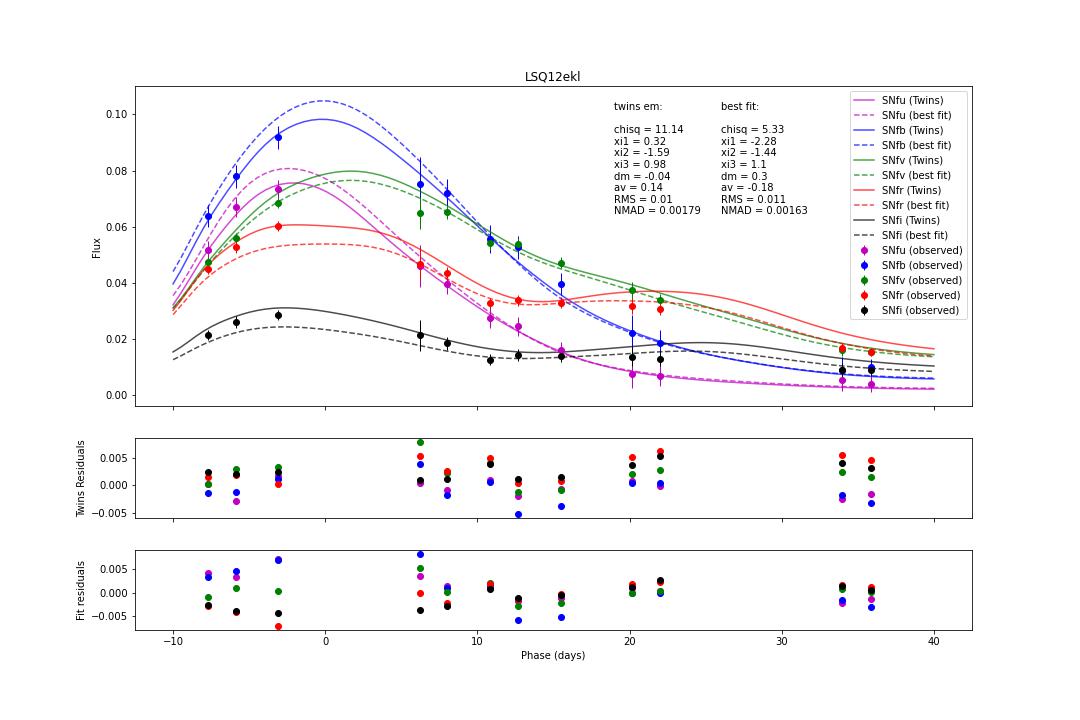 LSQ12ekl
Flux
0.10
0.08
0.06
0.04
0.02
0.00
twins em:
chisq = 11.14
xi1 = 0.32
xi2 = -1.59
xi3 = 0.98
dm = -0.04
av = 0.14
RMS = 0.01
NMAD = 0.00179
best fit:
chisq = 5.33
xi1 = -2.28
xi2 = -1.44
xi3 = 1.1
dm = 0.3
av = -0.18
RMS = 0.011
NMAD = 0.00163
SNfu (Twins)
SNfu (best fit)
SNfb (Twins)
SNfb (best fit)
SNfv (Twins)
SNfv (best fit)
SNfr (Twins)
SNfr (best fit)
SNfi (Twins)
SNfi (best fit)
SNfu (observed)
SNfb (observed)
SNfv (observed)
SNfr (observed)
SNfi (observed)
Twins Residuals
0.005
0.000
−0.005
Fit residuals
0.005
0.000
−0.005
−10
0
10
20
30
40
Phase (days)